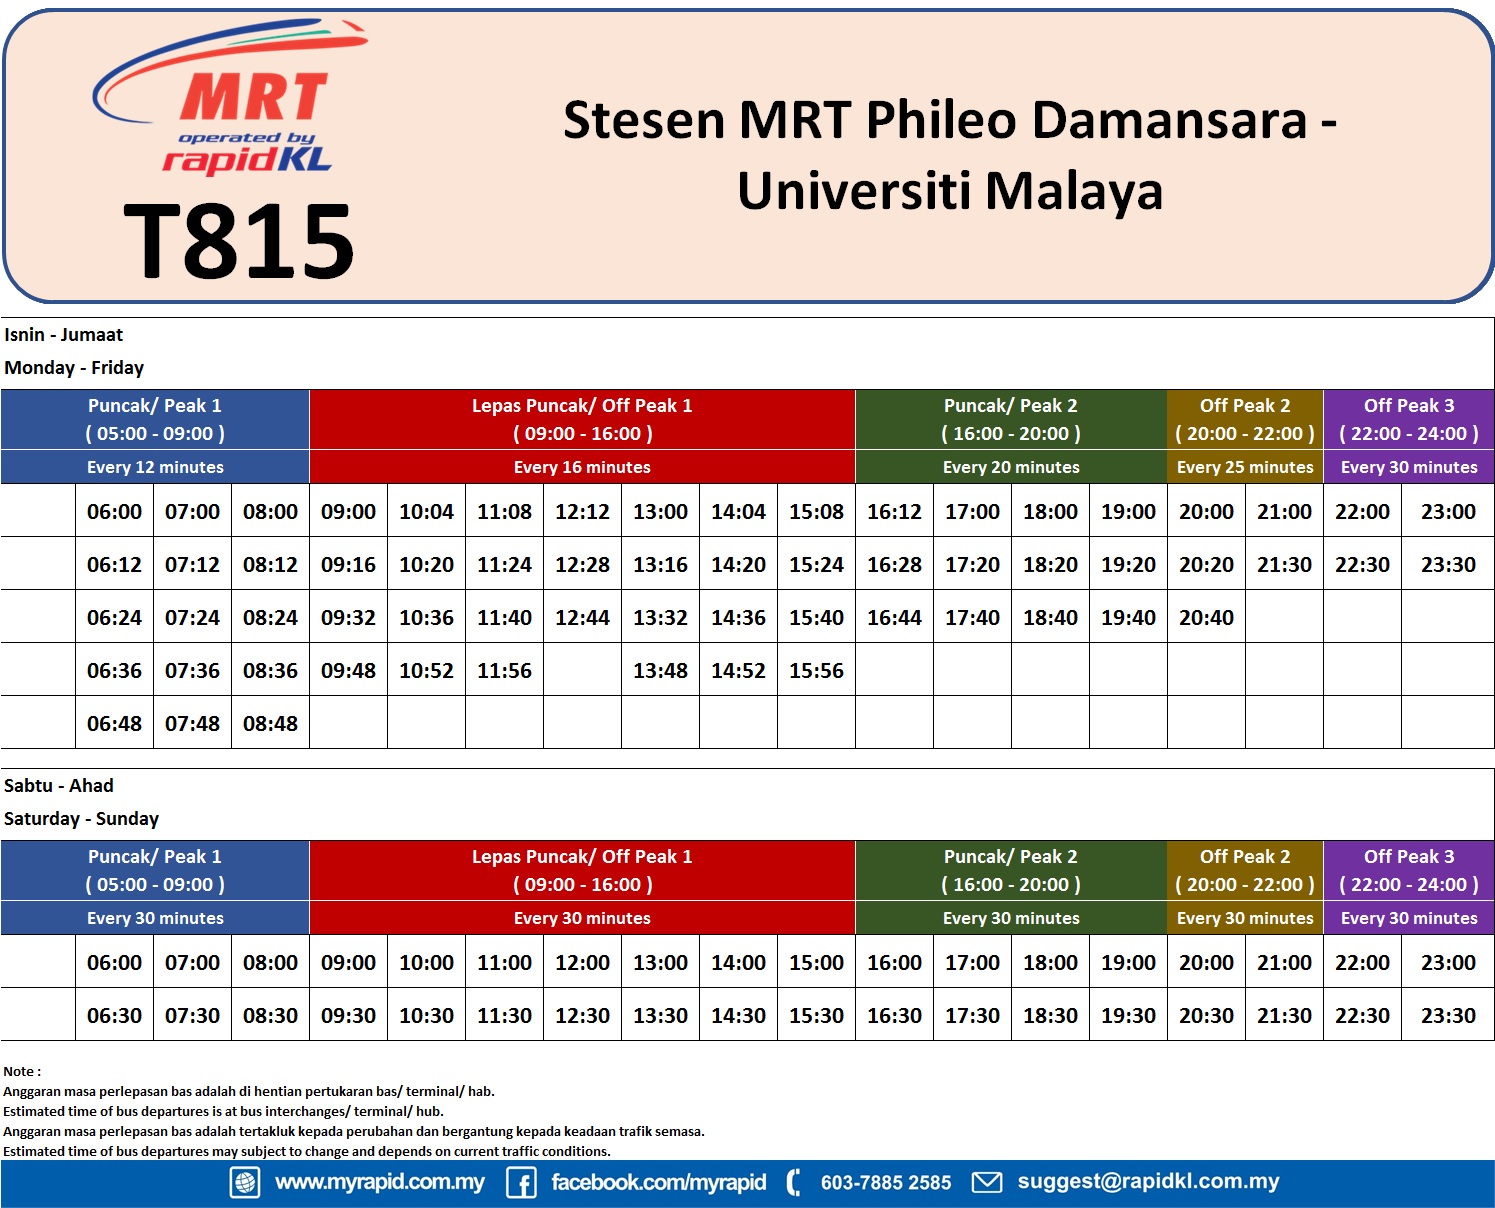 MRT
operated by
rapidKL
T815
Stesen MRT Phileo Damansara -
Universiti Malaya
Isnin - Jumaat
Monday - Friday
Puncak/ Peak 1 Lepas Puncak/ Off Peak 1 Puncak/ Peak 2 Off Peak 2 Off Peak 3
( 05:00 - 09:00 ) ( 09:00 - 16:00 ) ( 16:00 - 20:00 ) ( 20:00 - 22:00 ) ( 22:00 - 24:00 )
Every 12 minutes Every 16 minutes Every 20 minutes Every 25 minutes Every 30 minutes
06:00 07:00 08:00 09:00 10:04 11:08 12:12 13:00 14:04 15:08 16:12 17:00 18:00 19:00 20:00 21:00 22:00 23:00
06:12 07:12 08:12 09:16 10:20 11:24 12:28 13:16 14:20 15:24 16:28 17:20 18:20 19:20 20:20 21:30 22:30 23:30
06:24 07:24 08:24 09:32 10:36 11:40 12:44 13:32 14:36 15:40 16:44 17:40 18:40 19:40 20:40
06:36 07:36 08:36 09:48 10:52 11:56 13:48 14:52 15:56
06:48 07:48 08:48
Sabtu - Ahad
Saturday - Sunday
Puncak/ Peak 1 Lepas Puncak/ Off Peak 1 Puncak/ Peak 2 Off Peak 2 Off Peak 3
( 05:00 - 09:00 ) ( 09:00 - 16:00 ) ( 16:00 - 20:00 ) ( 20:00 - 22:00 ) ( 22:00 - 24:00 )
Every 30 minutes Every 30 minutes Every 30 minutes Every 30 minutes Every 30 minutes
06:00 07:00 08:00 09:00 10:00 11:00 12:00 13:00 14:00 15:00 16:00 17:00 18:00 19:00 20:00 21:00 22:00 23:00
06:30 07:30 08:30 09:30 10:30 11:30 12:30 13:30 14:30 15:30 16:30 17:30 18:30 19:30 20:30 21:30 22:30 23:30
Note :
Anggaran masa perlepasan bas adalah di hentian pertukaran bas/ terminal/ hab.
Estimated time of bus departures is at bus interchanges/ terminal/ hub.
Anggaran masa perlepasan bas adalah tertakluk kepada perubahan dan bergantung kepada keadaan trafik semasa.
Estimated time of bus departures may subject to change and depends on current traffic conditions.
www.myrapid.com.my facebook.com/myrapid 603-7885 2585 suggest@rapidkl.com.my